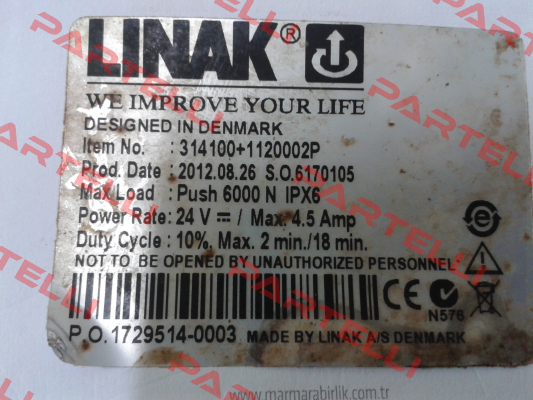 LINAK®
WE IMPROVE YOUR LIFE
DESIGNED IN DENMARK
Item No. : 314100+1120002P
Prod. Date : 2012.08.26 S.O.6170105
Max Load : Push 6000 N IPX6
Power Rate: 24 V ⎓ / Max. 4.5 Amp
Duty Cycle : 10%, Max. 2 min./18 min.
NOT TO BE OPENED BY UNAUTHORIZED PERSONNEL
CE
N576
P.O.1729514-0003 MADE BY LINAK A/S DENMARK
www.marmarabirlik.com.tr
PARTELLI